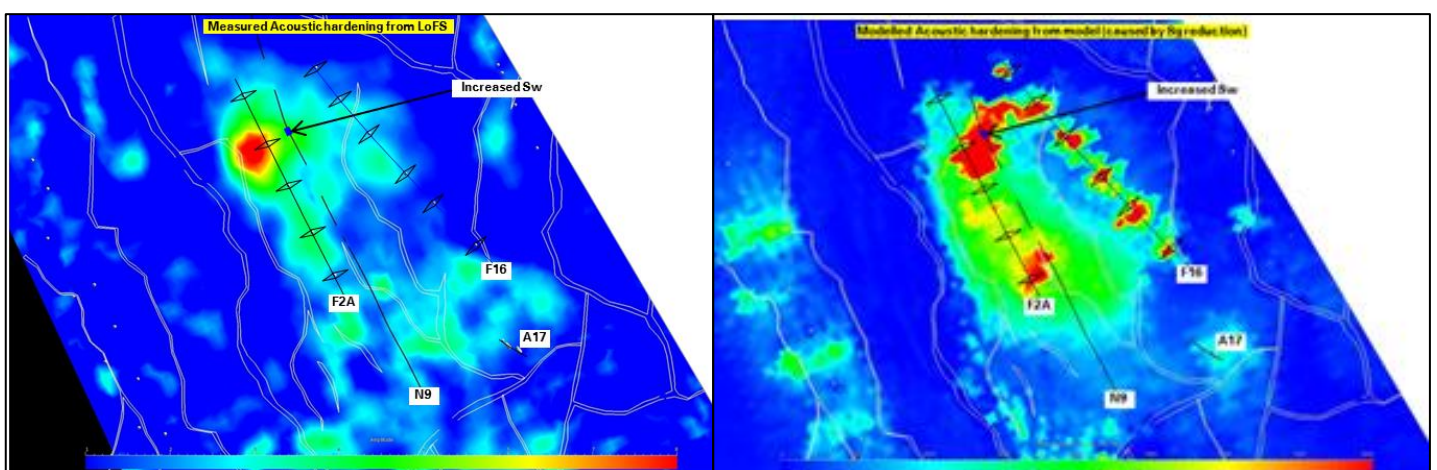 Measured Acoustic hardening from LoFS
Increased Sw
F16
F2A
A17
N9
Modelled Acoustic hardening from model (caused by Sg reduction)
Increased Sw
F16
F2A
A17
N9